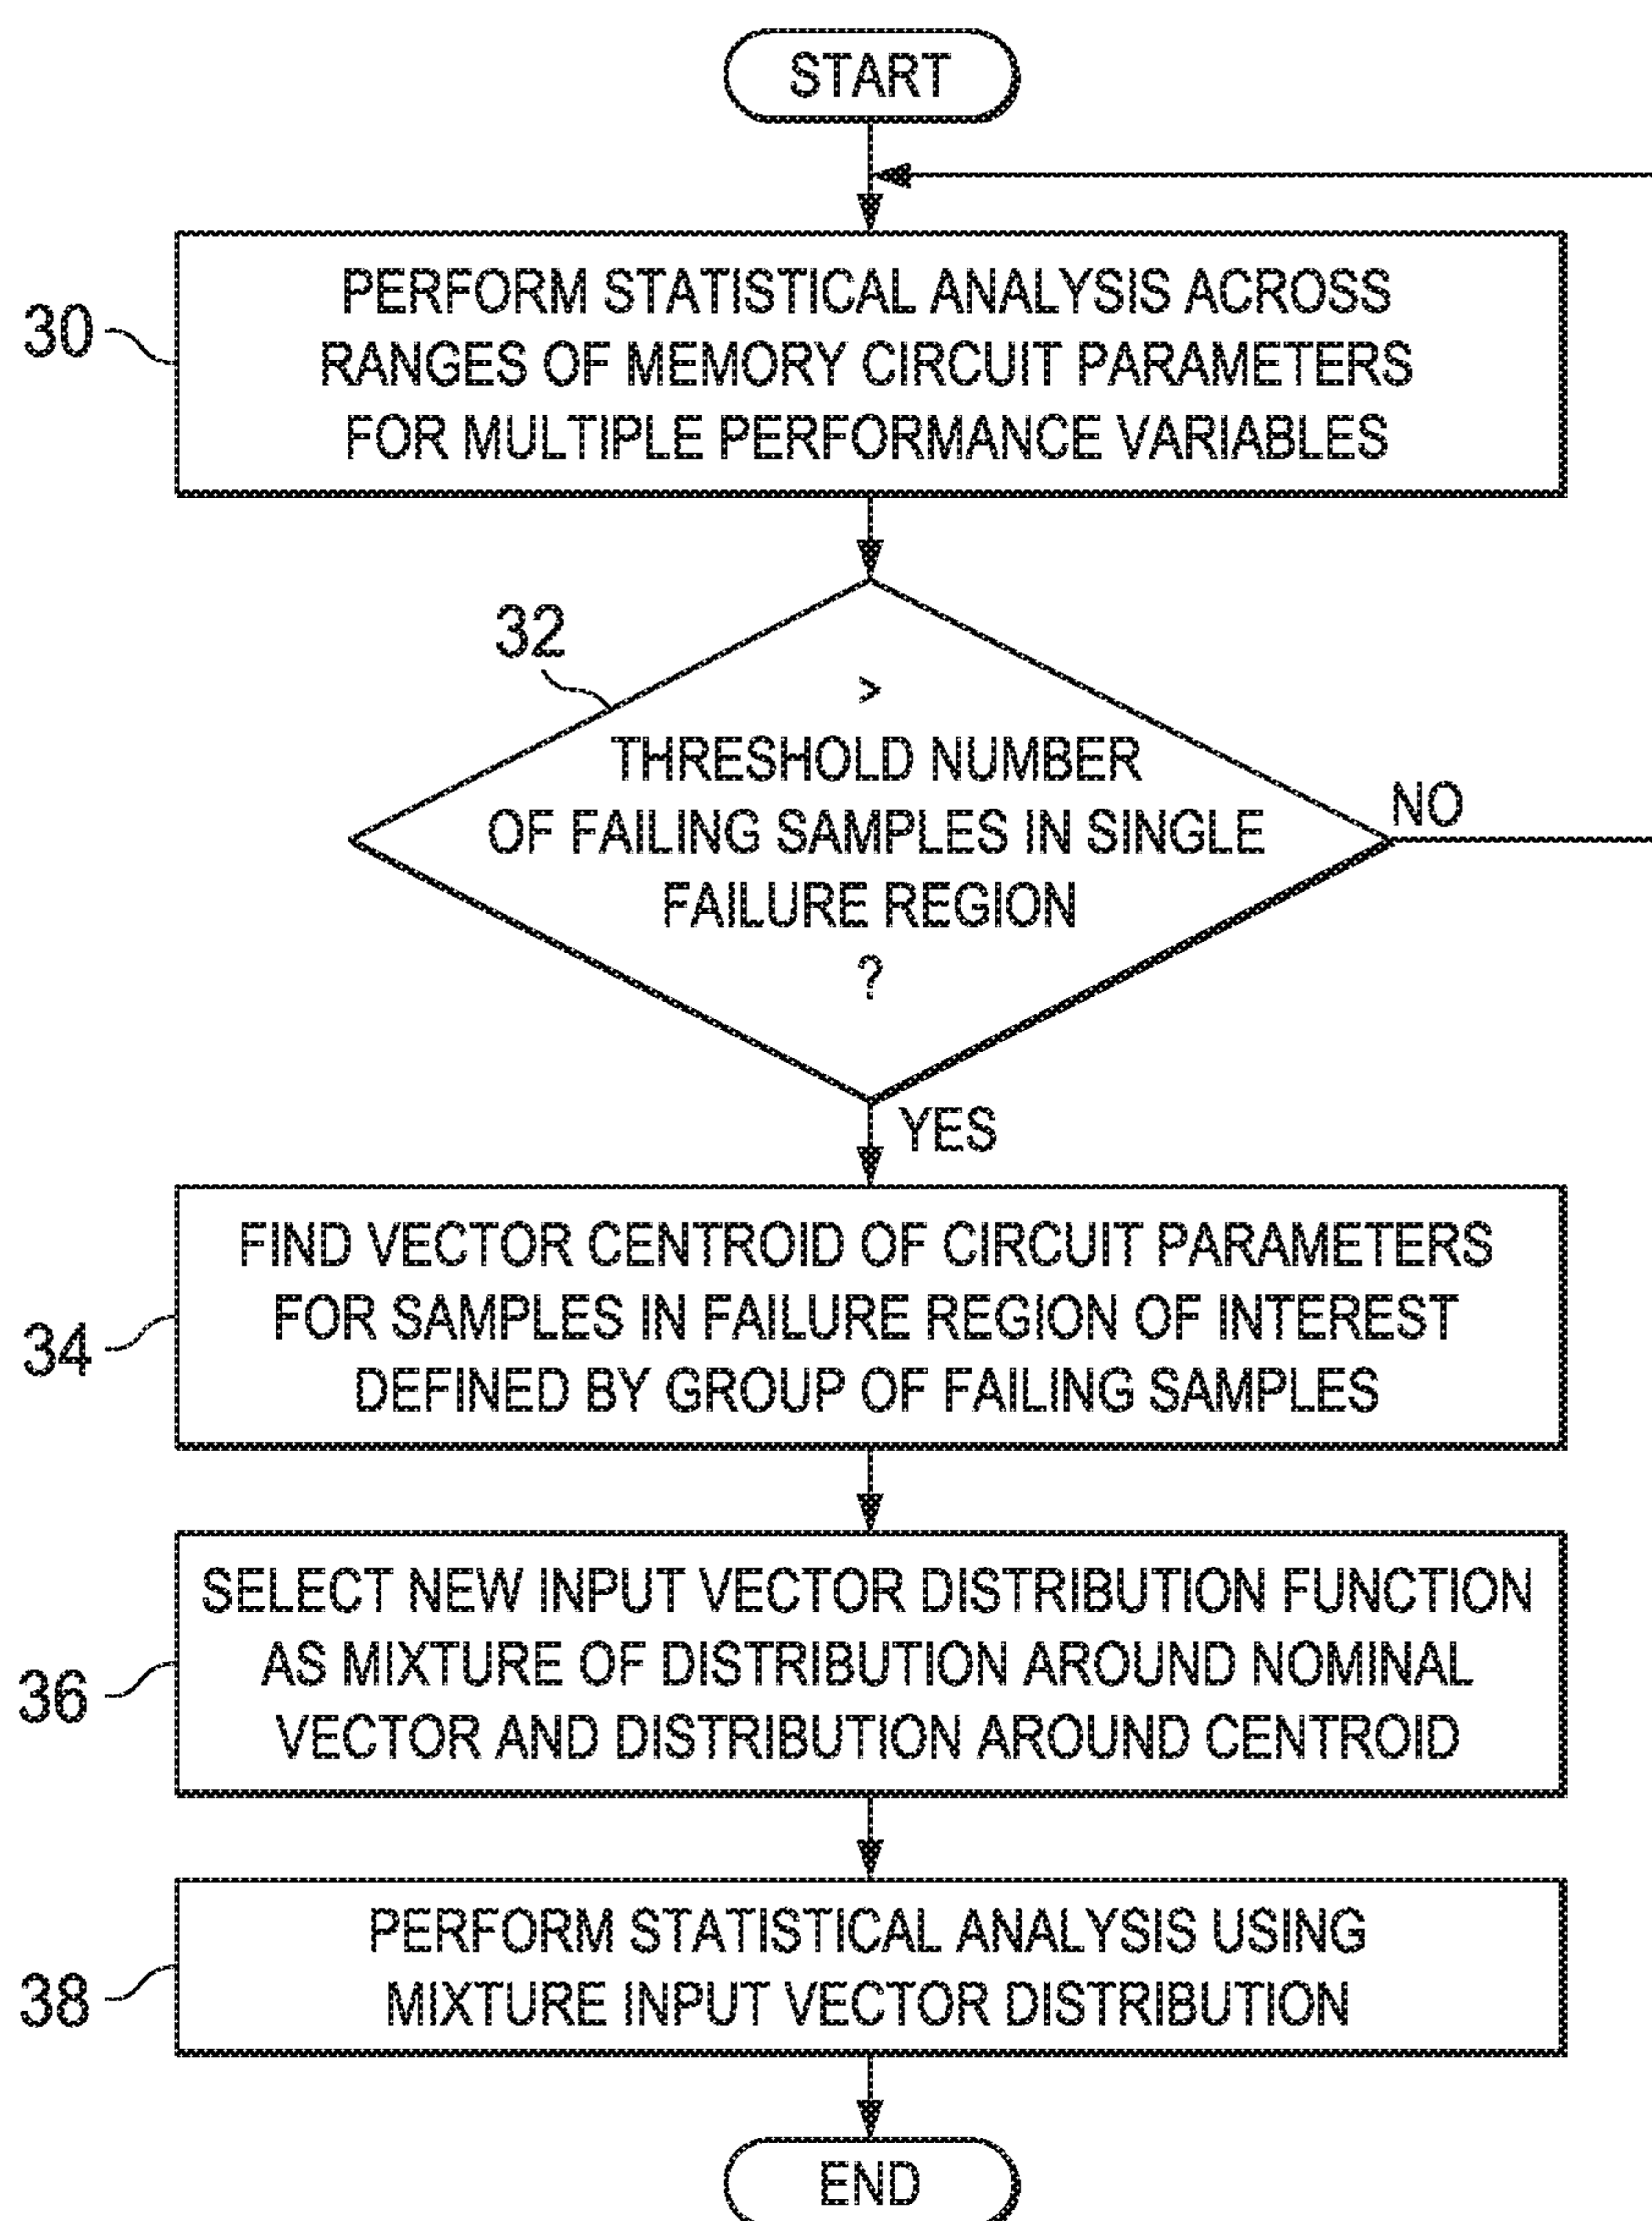 START
30
PERFORM STATISTICAL ANALYSIS ACROSS
RANGES OF MEMORY CIRCUIT PARAMETERS
FOR MULTIPLE PERFORMANCE VARIABLES
32
>
THRESHOLD NUMBER
OF FAILING SAMPLES IN SINGLE
FAILURE REGION
?
NO
YES
34
FIND VECTOR CENTROID OF CIRCUIT PARAMETERS
FOR SAMPLES IN FAILURE REGION OF INTEREST
DEFINED BY GROUP OF FAILING SAMPLES
36
SELECT NEW INPUT VECTOR DISTRIBUTION FUNCTION
AS MIXTURE OF DISTRIBUTION AROUND NOMINAL
VECTOR AND DISTRIBUTION AROUND CENTROID
38
PERFORM STATISTICAL ANALYSIS USING
MIXTURE INPUT VECTOR DISTRIBUTION
END